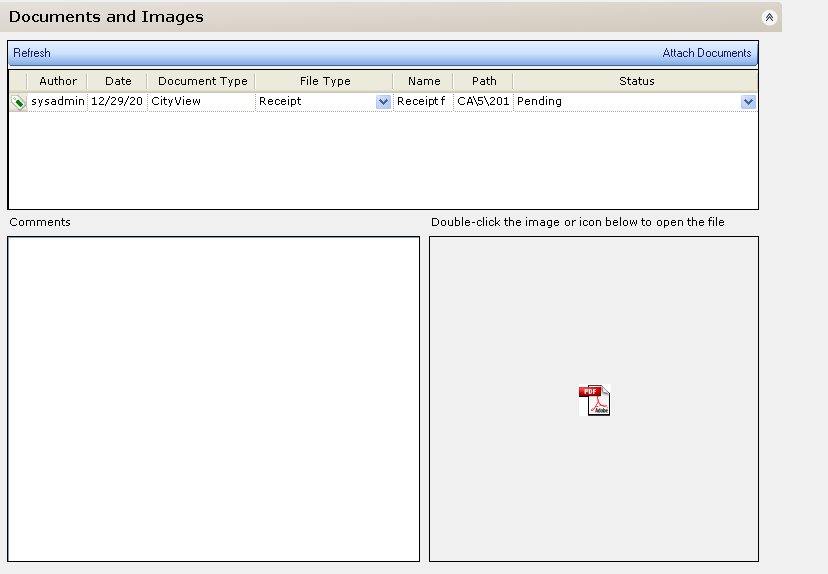 Documents and Images
Refresh Attach Documents
Author Date Document Type File Type Name Path Status
sysadmin 12/29/20 CityView Receipt Receipt f CA\5\201 Pending
Comments Double-click the image or icon below to open the file
PDF
Adobe